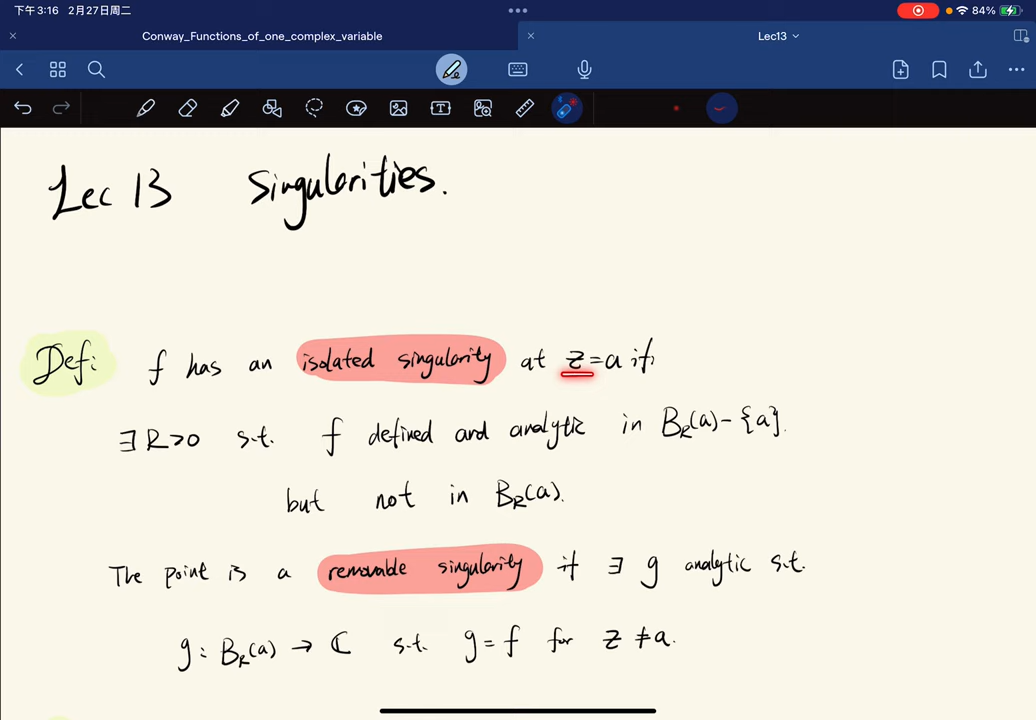 下午3:16 2月27日周二
84%
Conway_Functions_of_one_complex_variable
Lec13
Lec 13 Singularities.
Def: f has an isolated singularity at z=a if
∃R>0 s.t. f defined and analytic in B_R(a)-{a}.
but not in B_R(a).
The point is a removable singularity if ∃ g analytic s.t.
g: B_R(a) → ℂ s.t. g=f for z≠a.